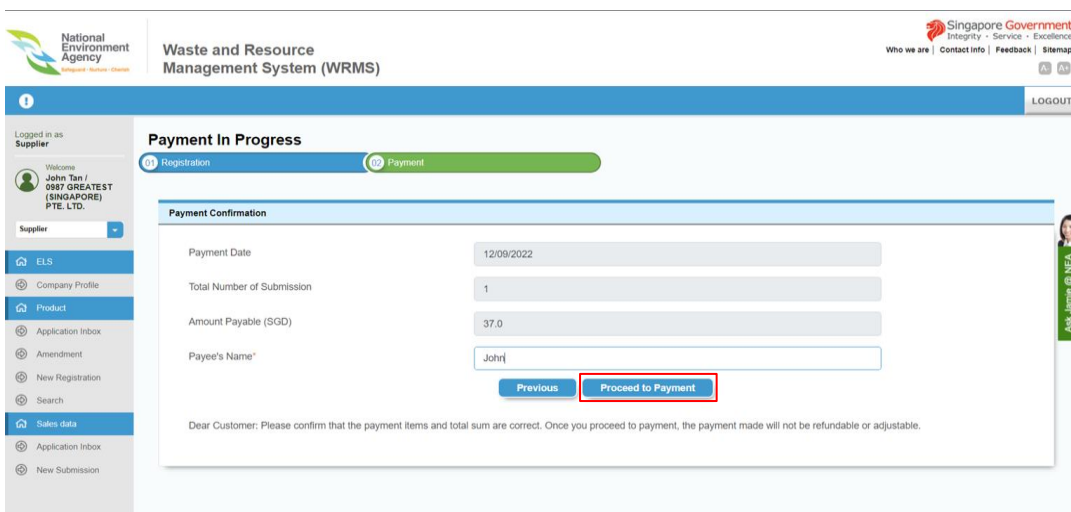 National
Environment
Agency
Safeguard · Nurture · Cherish
Waste and Resource
Management System (WRMS)
Singapore Government
Integrity · Service · Excellence
Who we are | Contact Info | Feedback | Sitemap
A- A+
LOGOUT
Logged in as
Supplier
Welcome
John Tan /
0987 GREATEST
(SINGAPORE)
PTE. LTD.
Supplier
ELS
Company Profile
Product
Application Inbox
Amendment
New Registration
Search
Sales data
Application Inbox
New Submission
Payment In Progress
01 Registration
02 Payment
Payment Confirmation
Payment Date 12/09/2022
Total Number of Submission 1
Amount Payable (SGD) 37.0
Payee's Name* John
Previous Proceed to Payment
Dear Customer: Please confirm that the payment items and total sum are correct. Once you proceed to payment, the payment made will not be refundable or adjustable.
Ask Jamie @ NEA